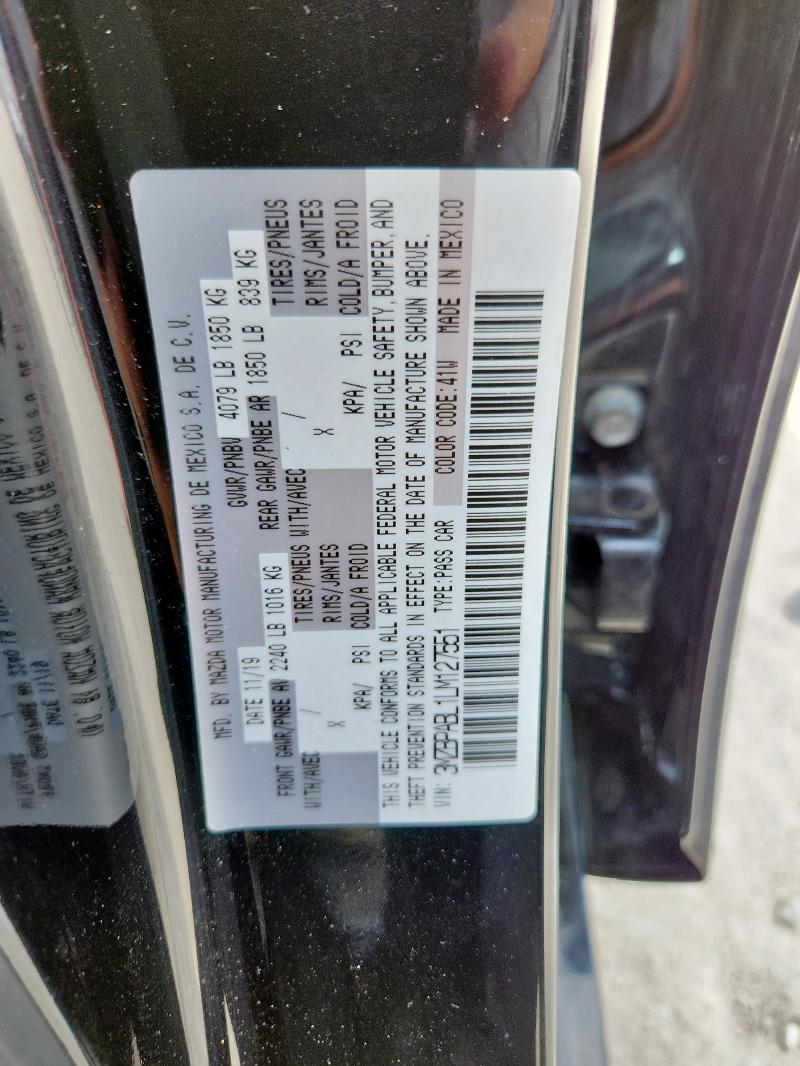 MFD. BY MAZDA MOTOR MANUFACTURING DE MEXICO S.A. DE C.V.
DATE 11/19 GVWR/PNBV 4079 LB 1850 KG
FRONT GAWR/PNBE AV 2240 LB 1016 KG REAR GAWR/PNBE AR 1850 LB 839 KG
WITH/AVEC / TIRES/PNEUS WITH/AVEC / TIRES/PNEUS
X RIMS/JANTES X RIMS/JANTES
KPA/ PSI COLD/A FROID KPA/ PSI COLD/A FROID
THIS VEHICLE CONFORMS TO ALL APPLICABLE FEDERAL MOTOR VEHICLE SAFETY, BUMPER, AND
THEFT PREVENTION STANDARDS IN EFFECT ON THE DATE OF MANUFACTURE SHOWN ABOVE.
VIN: 3MZBPABL1LM127551 TYPE:PASS CAR COLOR CODE:41W MADE IN MEXICO